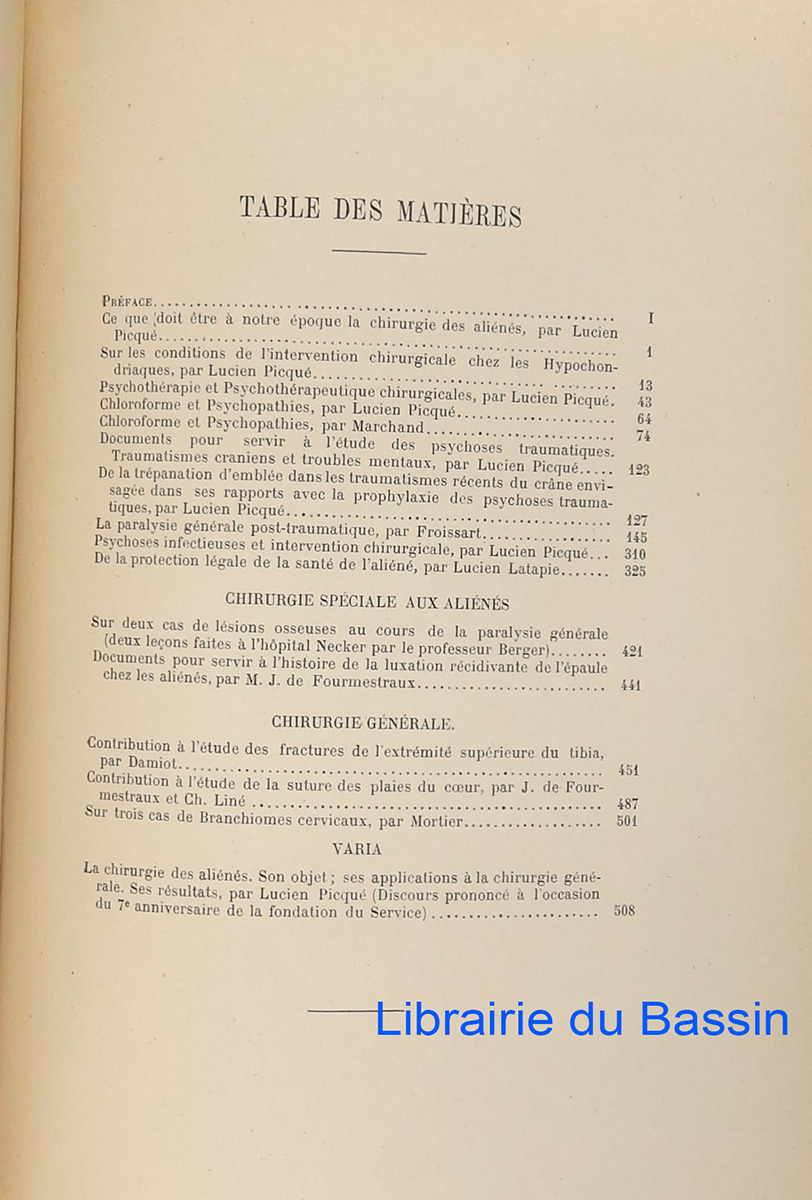 TABLE DES MATIÈRES
PRÉFACE.................................................... I
Ce que doit être à notre époque la chirurgie des aliénés, par Lucien
Picqué.................................................... 1
Sur les conditions de l'intervention chirurgicale chez les Hypochon-
driaques, par Lucien Picqué.................................................... 13
Psychothérapie et Psychothérapeutique chirurgicales, par Lucien Picqué. 43
Chloroforme et Psychopathies, par Lucien Picqué........................ 64
Chloroforme et Psychopathies, par Marchand........................ 74
Documents pour servir à l'étude des psychoses traumatiques.
Traumatismes craniens et troubles mentaux, par Lucien Picqué..... 123
De la trépanation d'emblée dans les traumatismes récents du crâne envi-
sagée dans ses rapports avec la prophylaxie des psychoses trauma-
tiques, par Lucien Picqué........................................ 127
La paralysie générale post-traumatique, par Froissart................ 145
Psychoses infectieuses et intervention chirurgicale, par Lucien Picqué... 310
De la protection légale de la santé de l'aliéné, par Lucien Latapie....... 325
CHIRURGIE SPÉCIALE AUX ALIÉNÉS
Sur deux cas de lésions osseuses au cours de la paralysie générale
(deux leçons faites à l'hôpital Necker par le professeur Berger)........ 421
Documents pour servir à l'histoire de la luxation récidivante de l'épaule
chez les aliénés, par M. J. de Fourmestraux........................... 441
CHIRURGIE GÉNÉRALE.
Contribution à l'étude des fractures de l'extrémité supérieure du tibia,
par Damiot.................................................... 451
Contribution à l'étude de la suture des plaies du cœur, par J. de Four-
mestraux et Ch. Liné .................................................... 487
Sur trois cas de Branchiomes cervicaux, par Mortier................... 501
VARIA
La chirurgie des aliénés. Son objet; ses applications à la chirurgie géné-
rale. Ses résultats, par Lucien Picqué (Discours prononcé à l'occasion
du 7e anniversaire de la fondation du Service)........................ 508
Librairie du Bassin